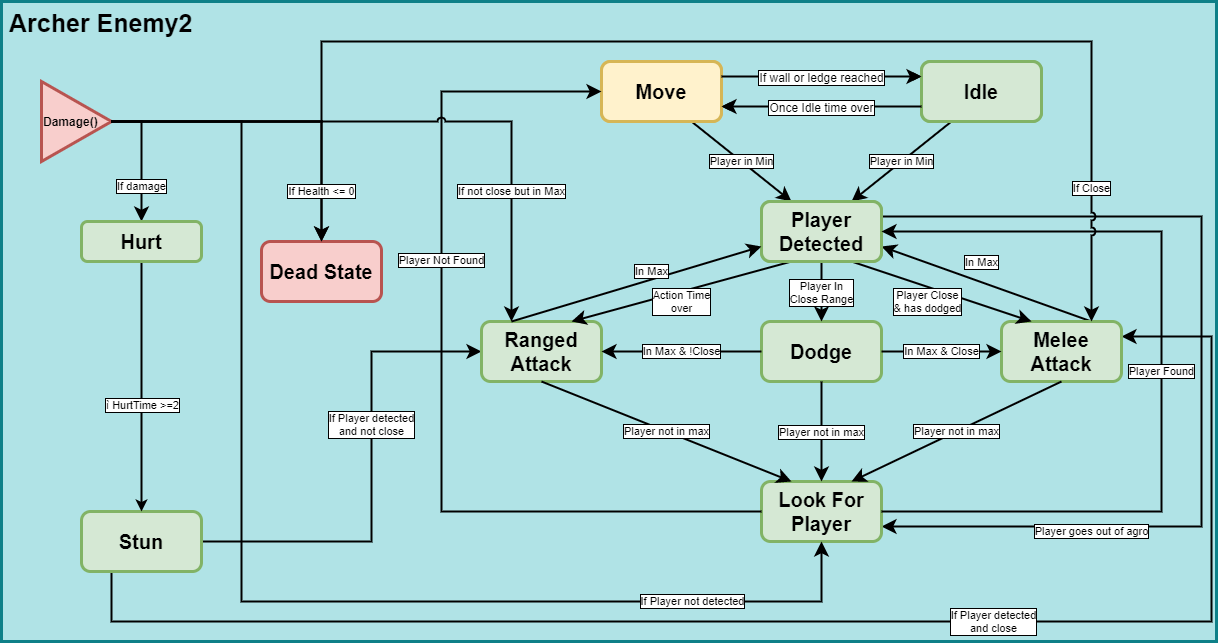 Archer Enemy2
Move
If wall or ledge reached
Once Idle time over
Idle
Damage()
If damage
If Health <= 0
If not close but in Max
Player in Min
Player in Min
If Close
Hurt
Dead State
Player Not Found
Player
Detected
In Max
Action Time
over
Player In
Close Range
Player Close
& has dodged
In Max
Ranged
Attack
In Max & !Close
Dodge
In Max & Close
Melee
Attack
Player Found
i HurtTime >=2
If Player detected
and not close
Player not in max
Player not in max
Player not in max
Stun
Look For
Player
Player goes out of agro
If Player not detected
If Player detected
and close